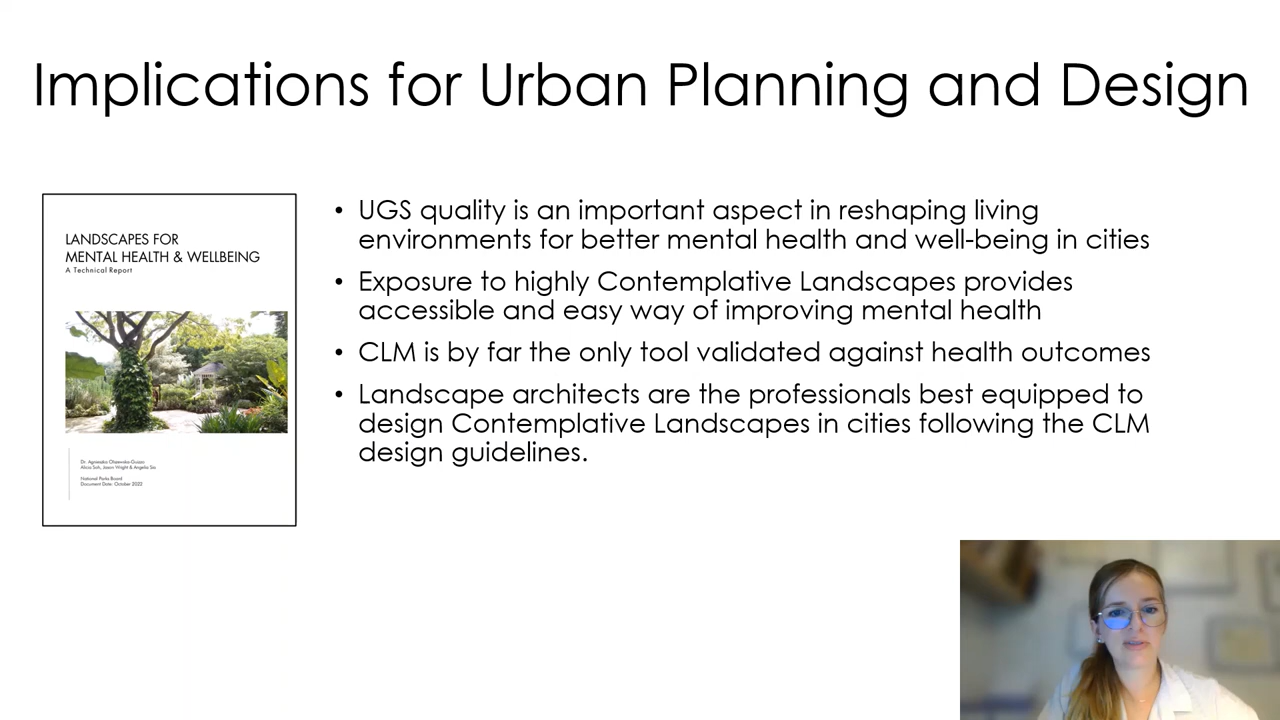 Implications for Urban Planning and Design
LANDSCAPES FOR
MENTAL HEALTH & WELLBEING
A Technical Report
Dr. Agnieszka Olszewska-Guizzo
Alicia Soh, Jason Wright & Angelia Sia
National Parks Board
Document Date: October 2022
• UGS quality is an important aspect in reshaping living
environments for better mental health and well-being in cities
• Exposure to highly Contemplative Landscapes provides
accessible and easy way of improving mental health
• CLM is by far the only tool validated against health outcomes
• Landscape architects are the professionals best equipped to
design Contemplative Landscapes in cities following the CLM
design guidelines.